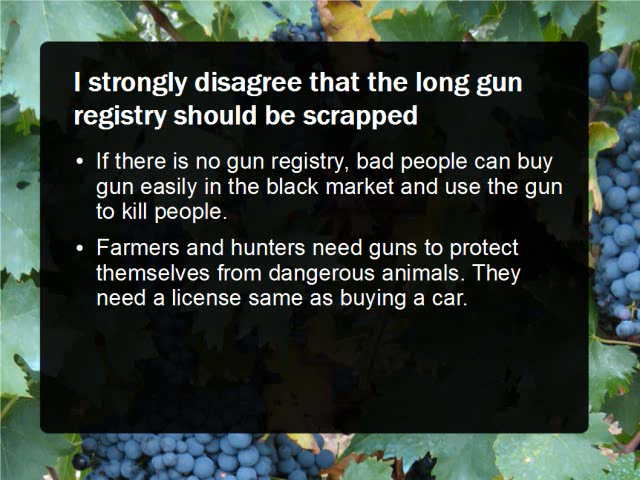 I strongly disagree that the long gun
registry should be scrapped
• If there is no gun registry, bad people can buy
gun easily in the black market and use the gun
to kill people.
• Farmers and hunters need guns to protect
themselves from dangerous animals. They
need a license same as buying a car.